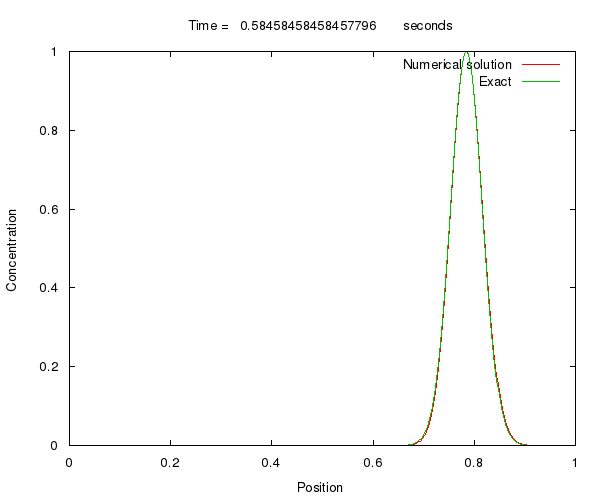 Time = 0.58458458458457796 seconds
Numerical solution
Exact
1
0.8
0.6
0.4
0.2
0
Concentration
0 0.2 0.4 0.6 0.8 1
Position